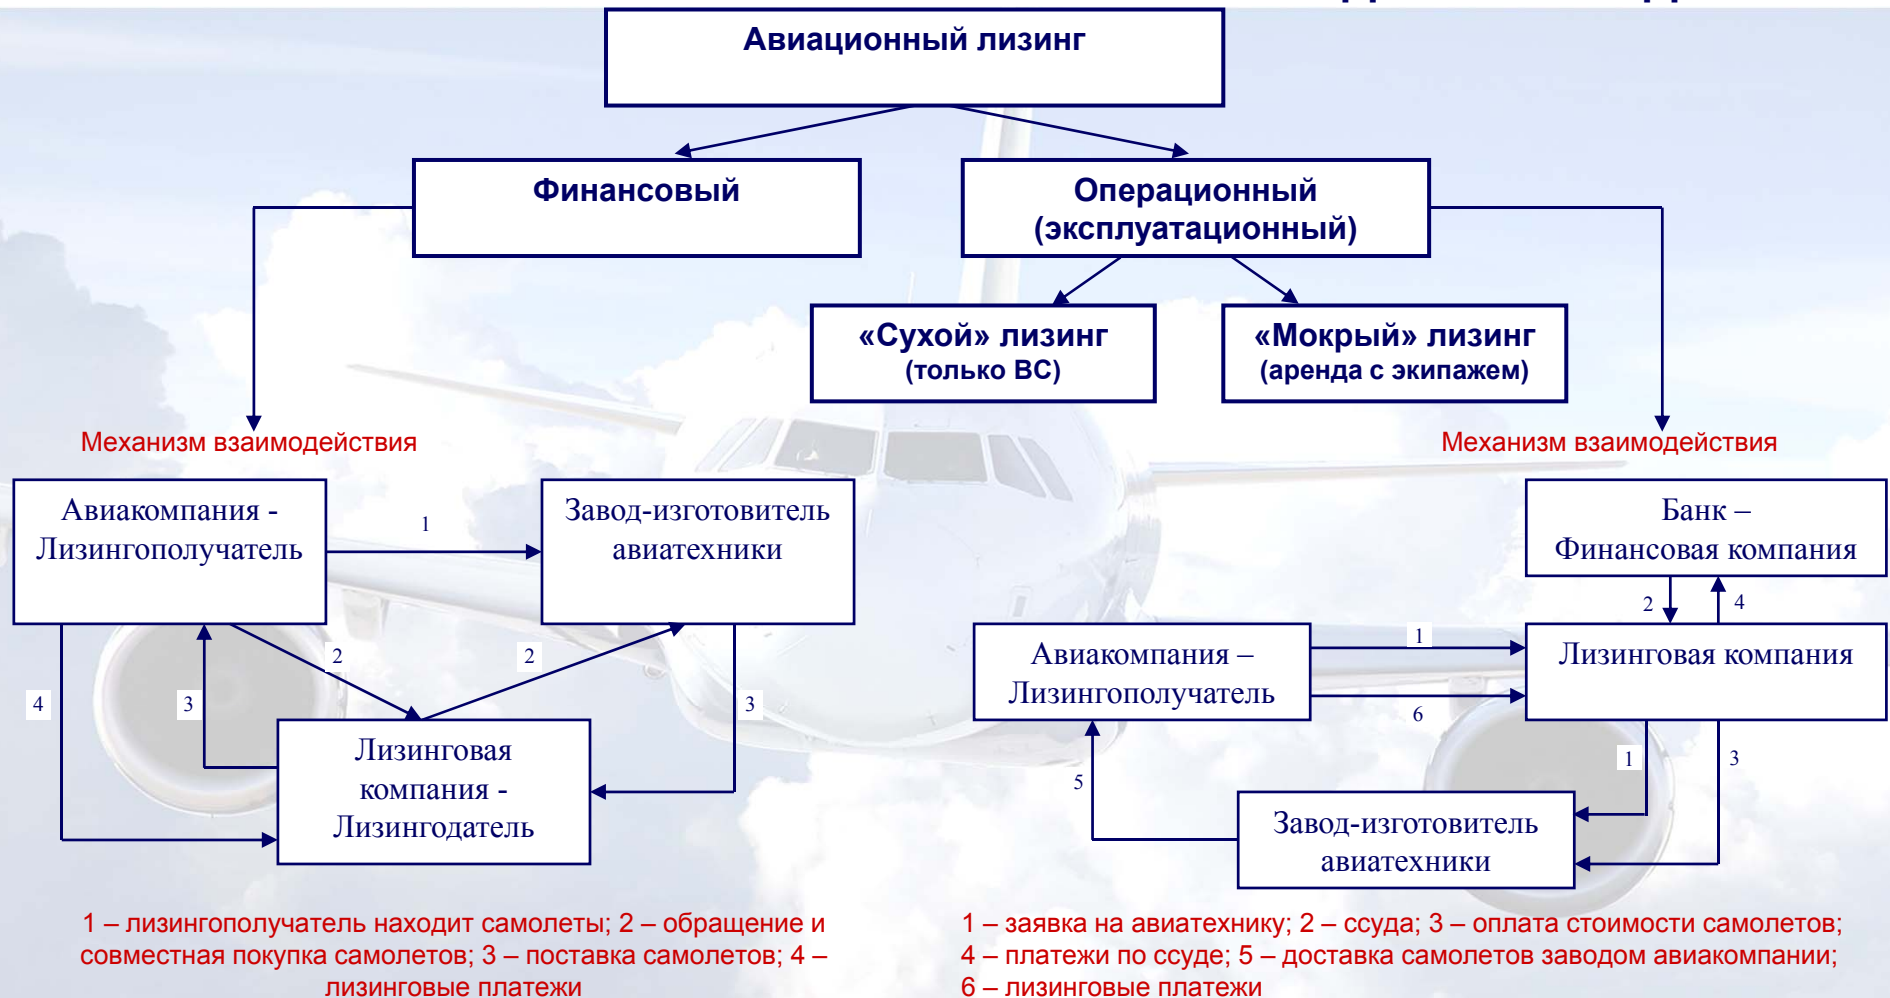 Авиационный лизинг
Финансовый
Операционный
(эксплуатационный)
«Сухой» лизинг
(только ВС)
«Мокрый» лизинг
(аренда с экипажем)
Механизм взаимодействия
Механизм взаимодействия
Авиакомпания -
Лизингополучатель
1
Завод-изготовитель
авиатехники
2
2
3
4
3
Лизинговая
компания -
Лизингодатель
Банк –
Финансовая компания
2
4
Авиакомпания –
Лизингополучатель
1
6
Лизинговая компания
1
3
5
Завод-изготовитель
авиатехники
1 – лизингополучатель находит самолеты; 2 – обращение и
совместная покупка самолетов; 3 – поставка самолетов; 4 –
лизинговые платежи
1 – заявка на авиатехнику; 2 – ссуда; 3 – оплата стоимости самолетов;
4 – платежи по ссуде; 5 – доставка самолетов заводом авиакомпании;
6 – лизинговые платежи